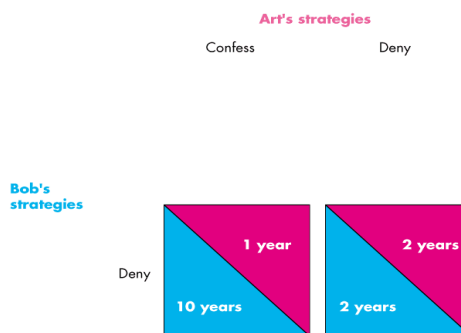 Art's strategies
Confess Deny
Bob's
strategies
1 year 2 years
Deny
10 years 2 years